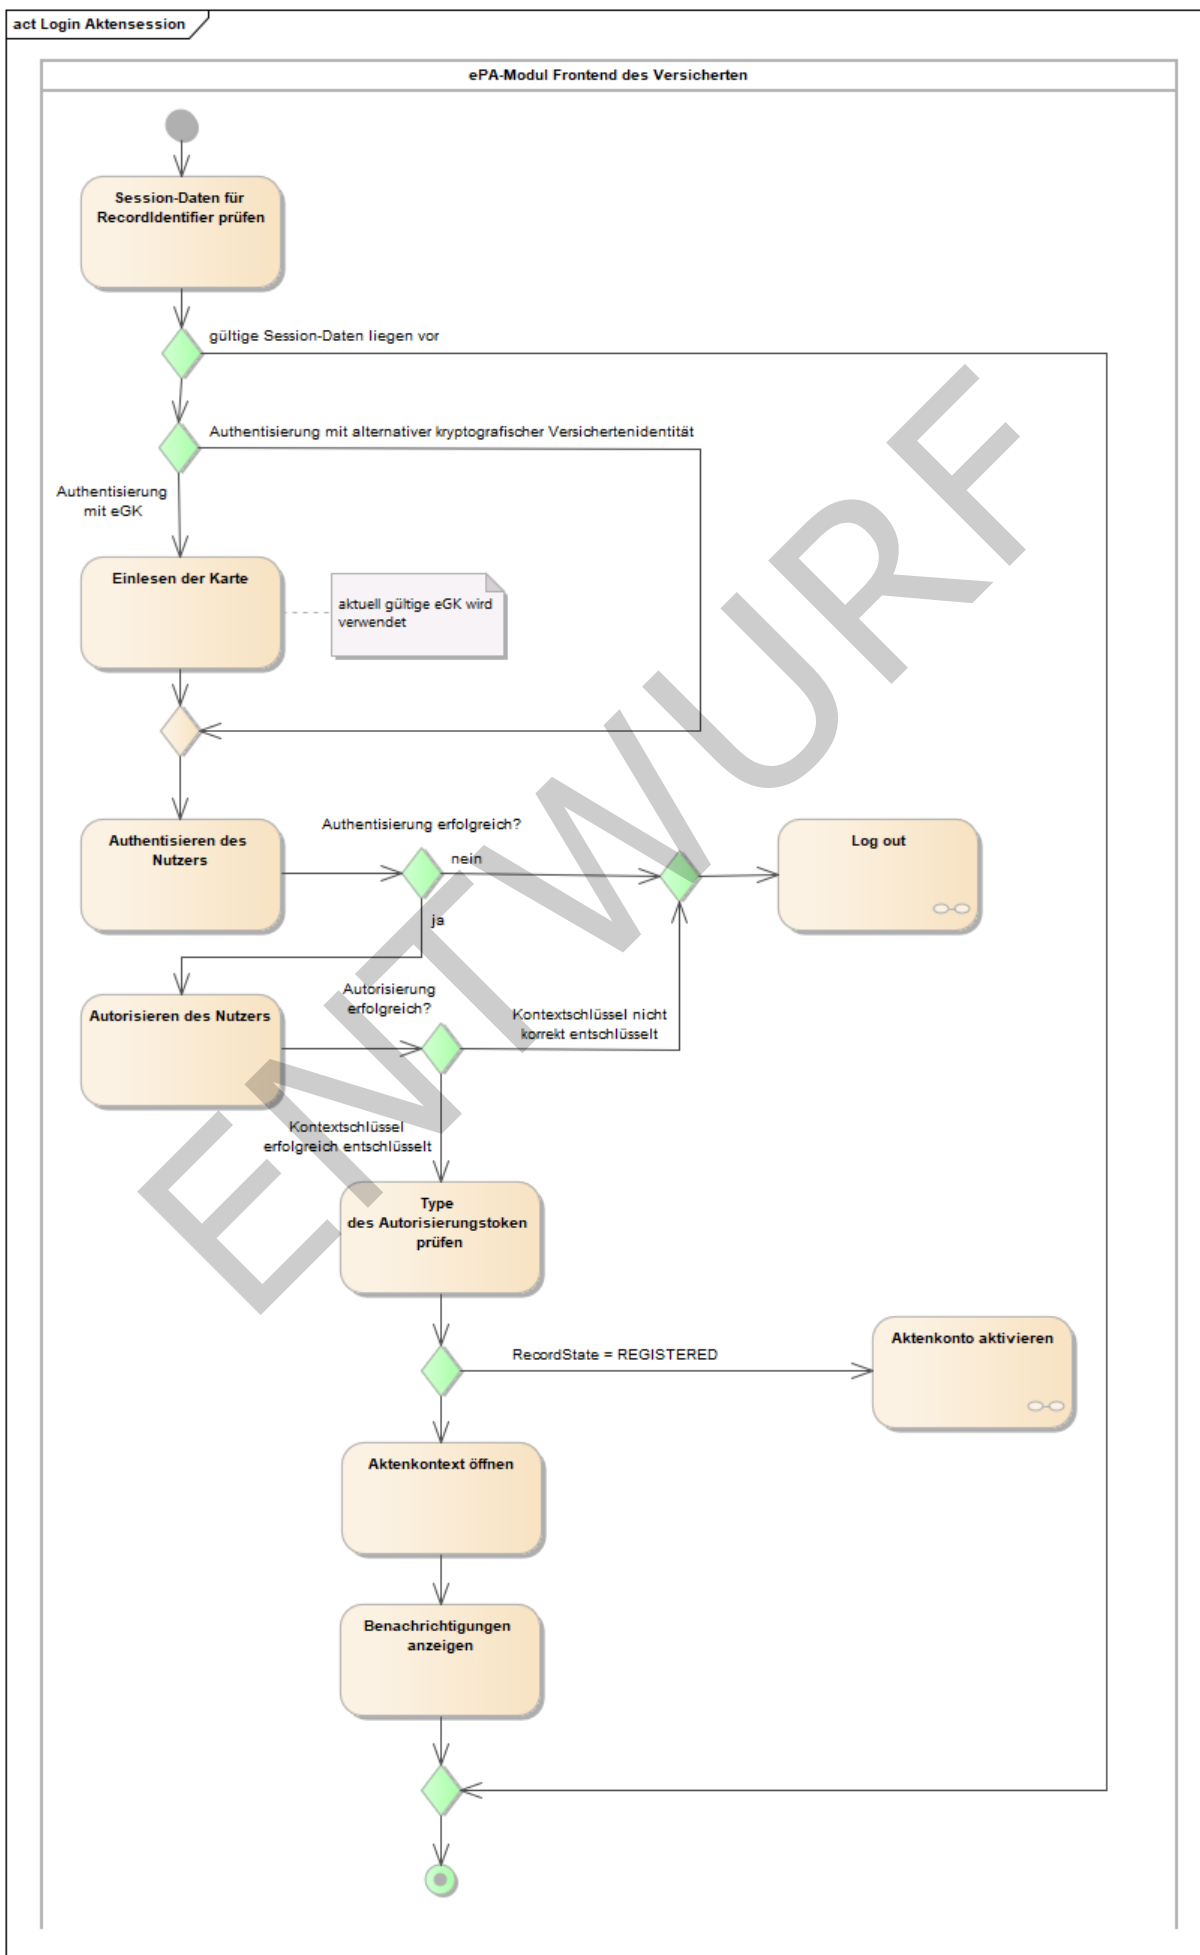 act Login Aktensession
ePA-Modul Frontend des Versicherten
Session-Daten für
RecordIdentifier prüfen
gültige Session-Daten liegen vor
Authentisierung mit alternativer kryptografischer Versichertenidentität
Authentisierung
mit eGK
Einlesen der Karte
aktuell gültige eGK wird
verwendet
Authentisieren des
Nutzers
Authentisierung erfolgreich?
nein
ja
Log out
Autorisieren des Nutzers
Autorisierung
erfolgreich?
Kontextschlüssel nicht
korrekt entschlüsselt
Kontextschlüssel
erfolgreich entschlüsselt
Type
des Autorisierungstoken
prüfen
RecordState = REGISTERED
Aktenkonto aktivieren
Aktenkontext öffnen
Benachrichtigungen
anzeigen
ENTWURF